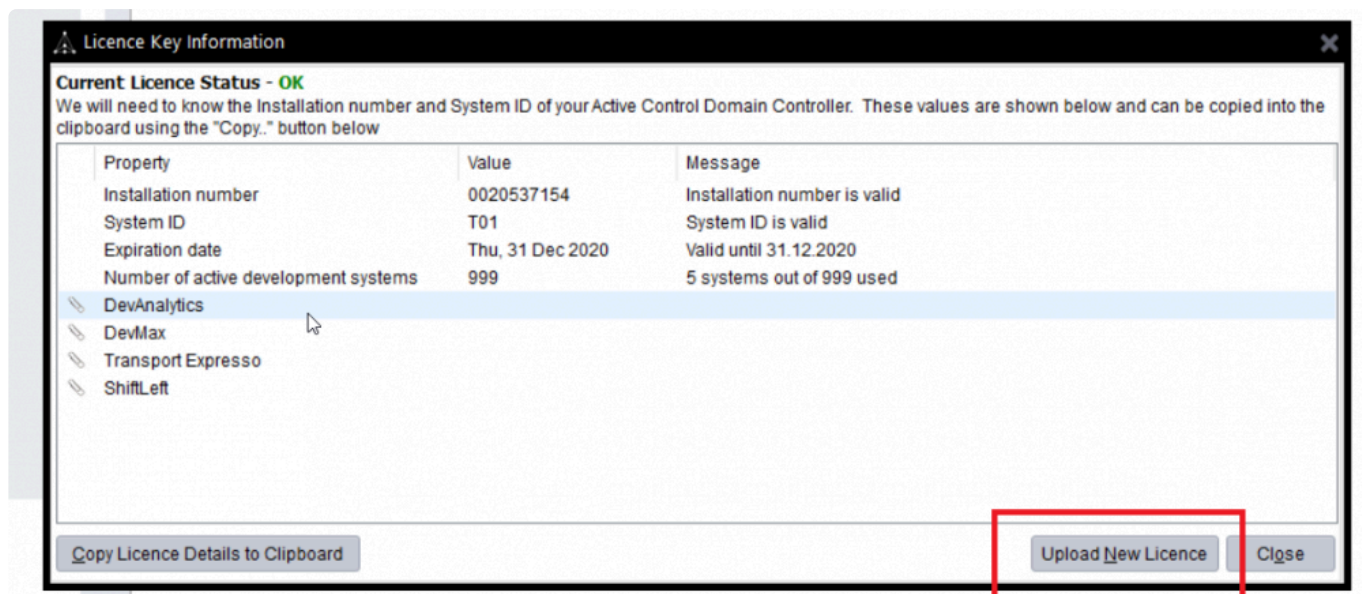 Licence Key Information
Current Licence Status - OK
We will need to know the Installation number and System ID of your Active Control Domain Controller. These values are shown below and can be copied into the
clipboard using the "Copy.." button below
Property Value Message
Installation number 0020537154 Installation number is valid
System ID T01 System ID is valid
Expiration date Thu, 31 Dec 2020 Valid until 31.12.2020
Number of active development systems 999 5 systems out of 999 used
DevAnalytics
DevMax
Transport Expresso
ShiftLeft
Copy Licence Details to Clipboard Upload New Licence Close